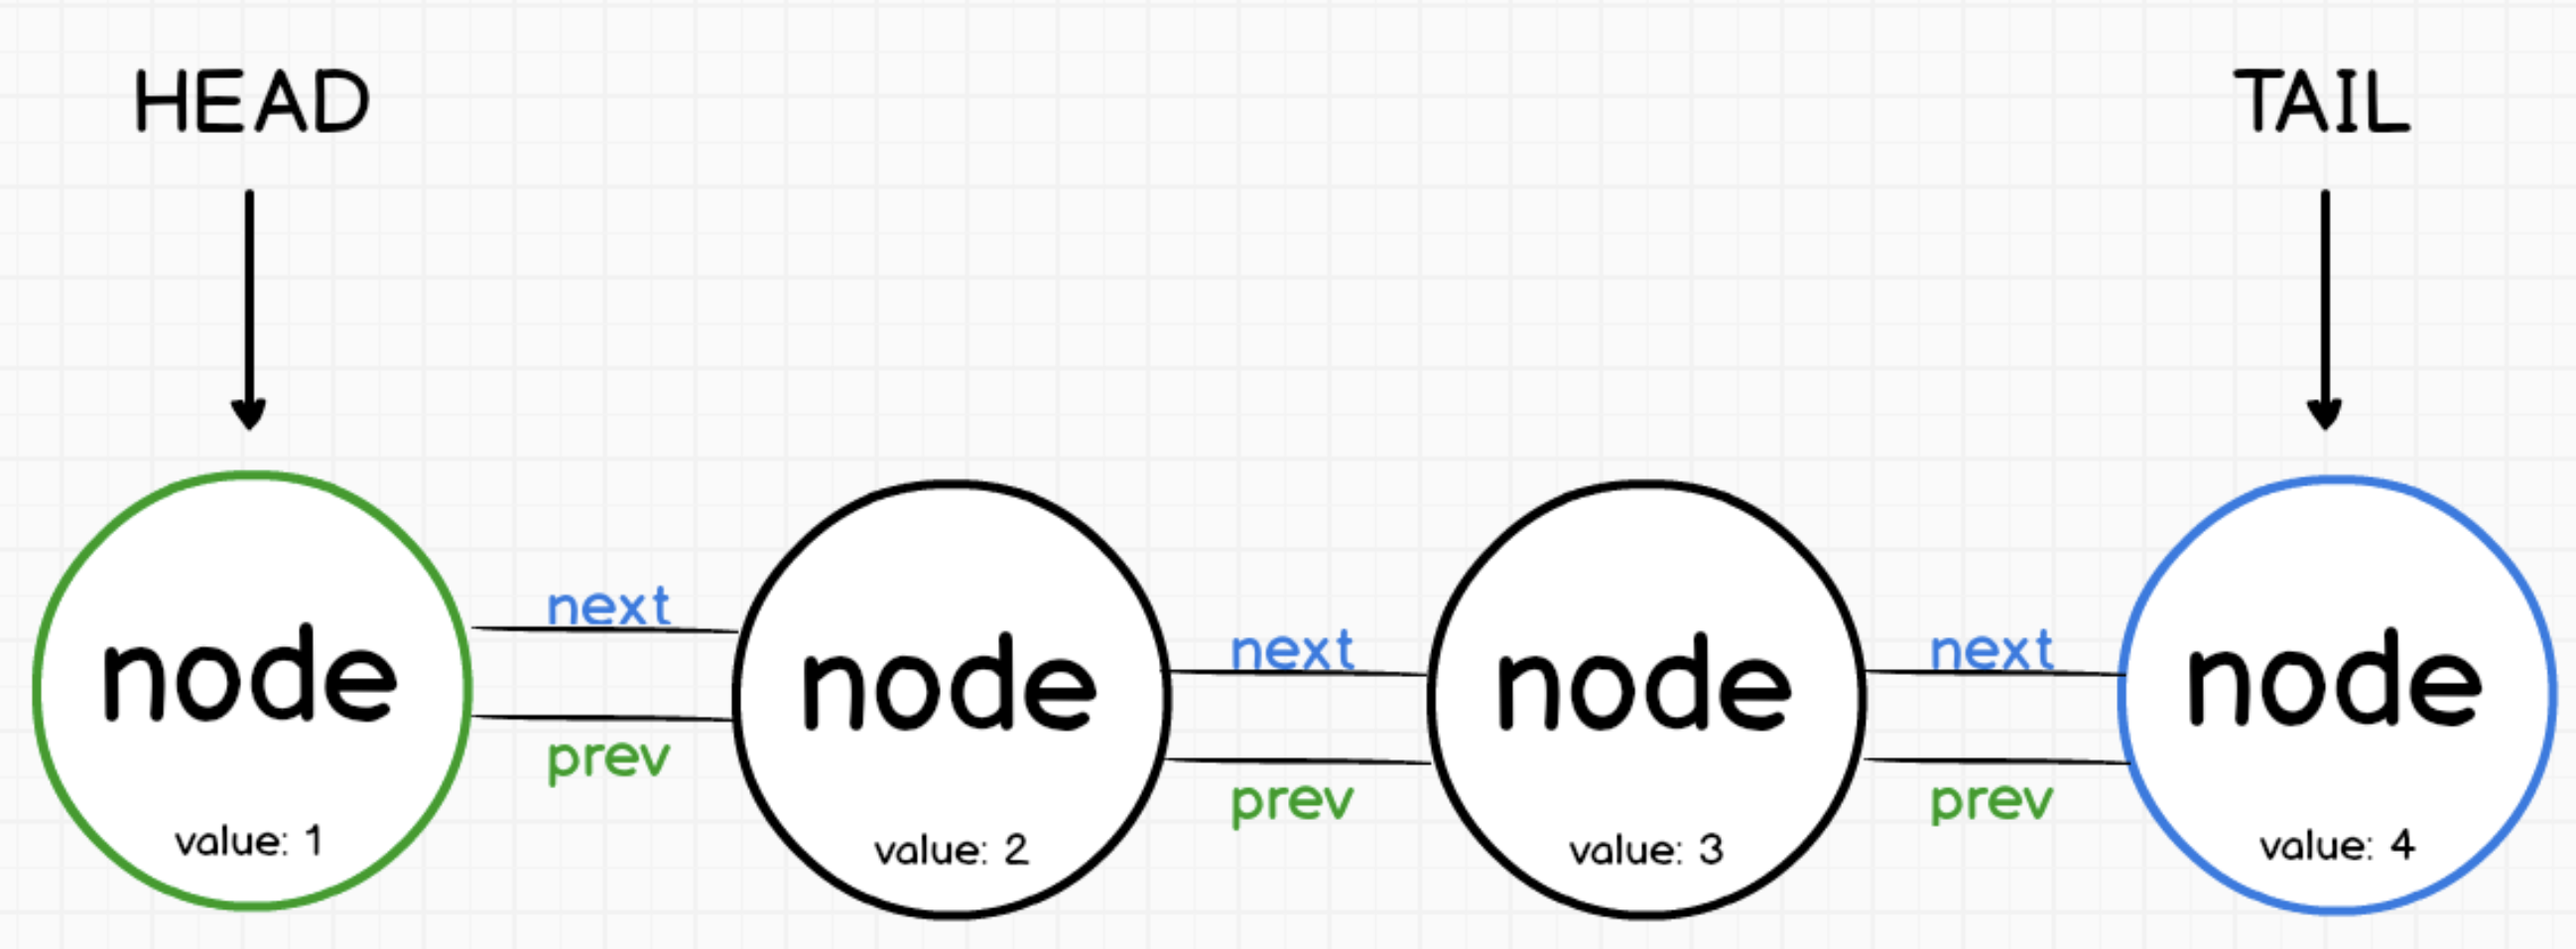 HEAD
TAIL
next
next
next
node
node
node
node
prev
prev
prev
value: 1
value: 2
value: 3
value: 4